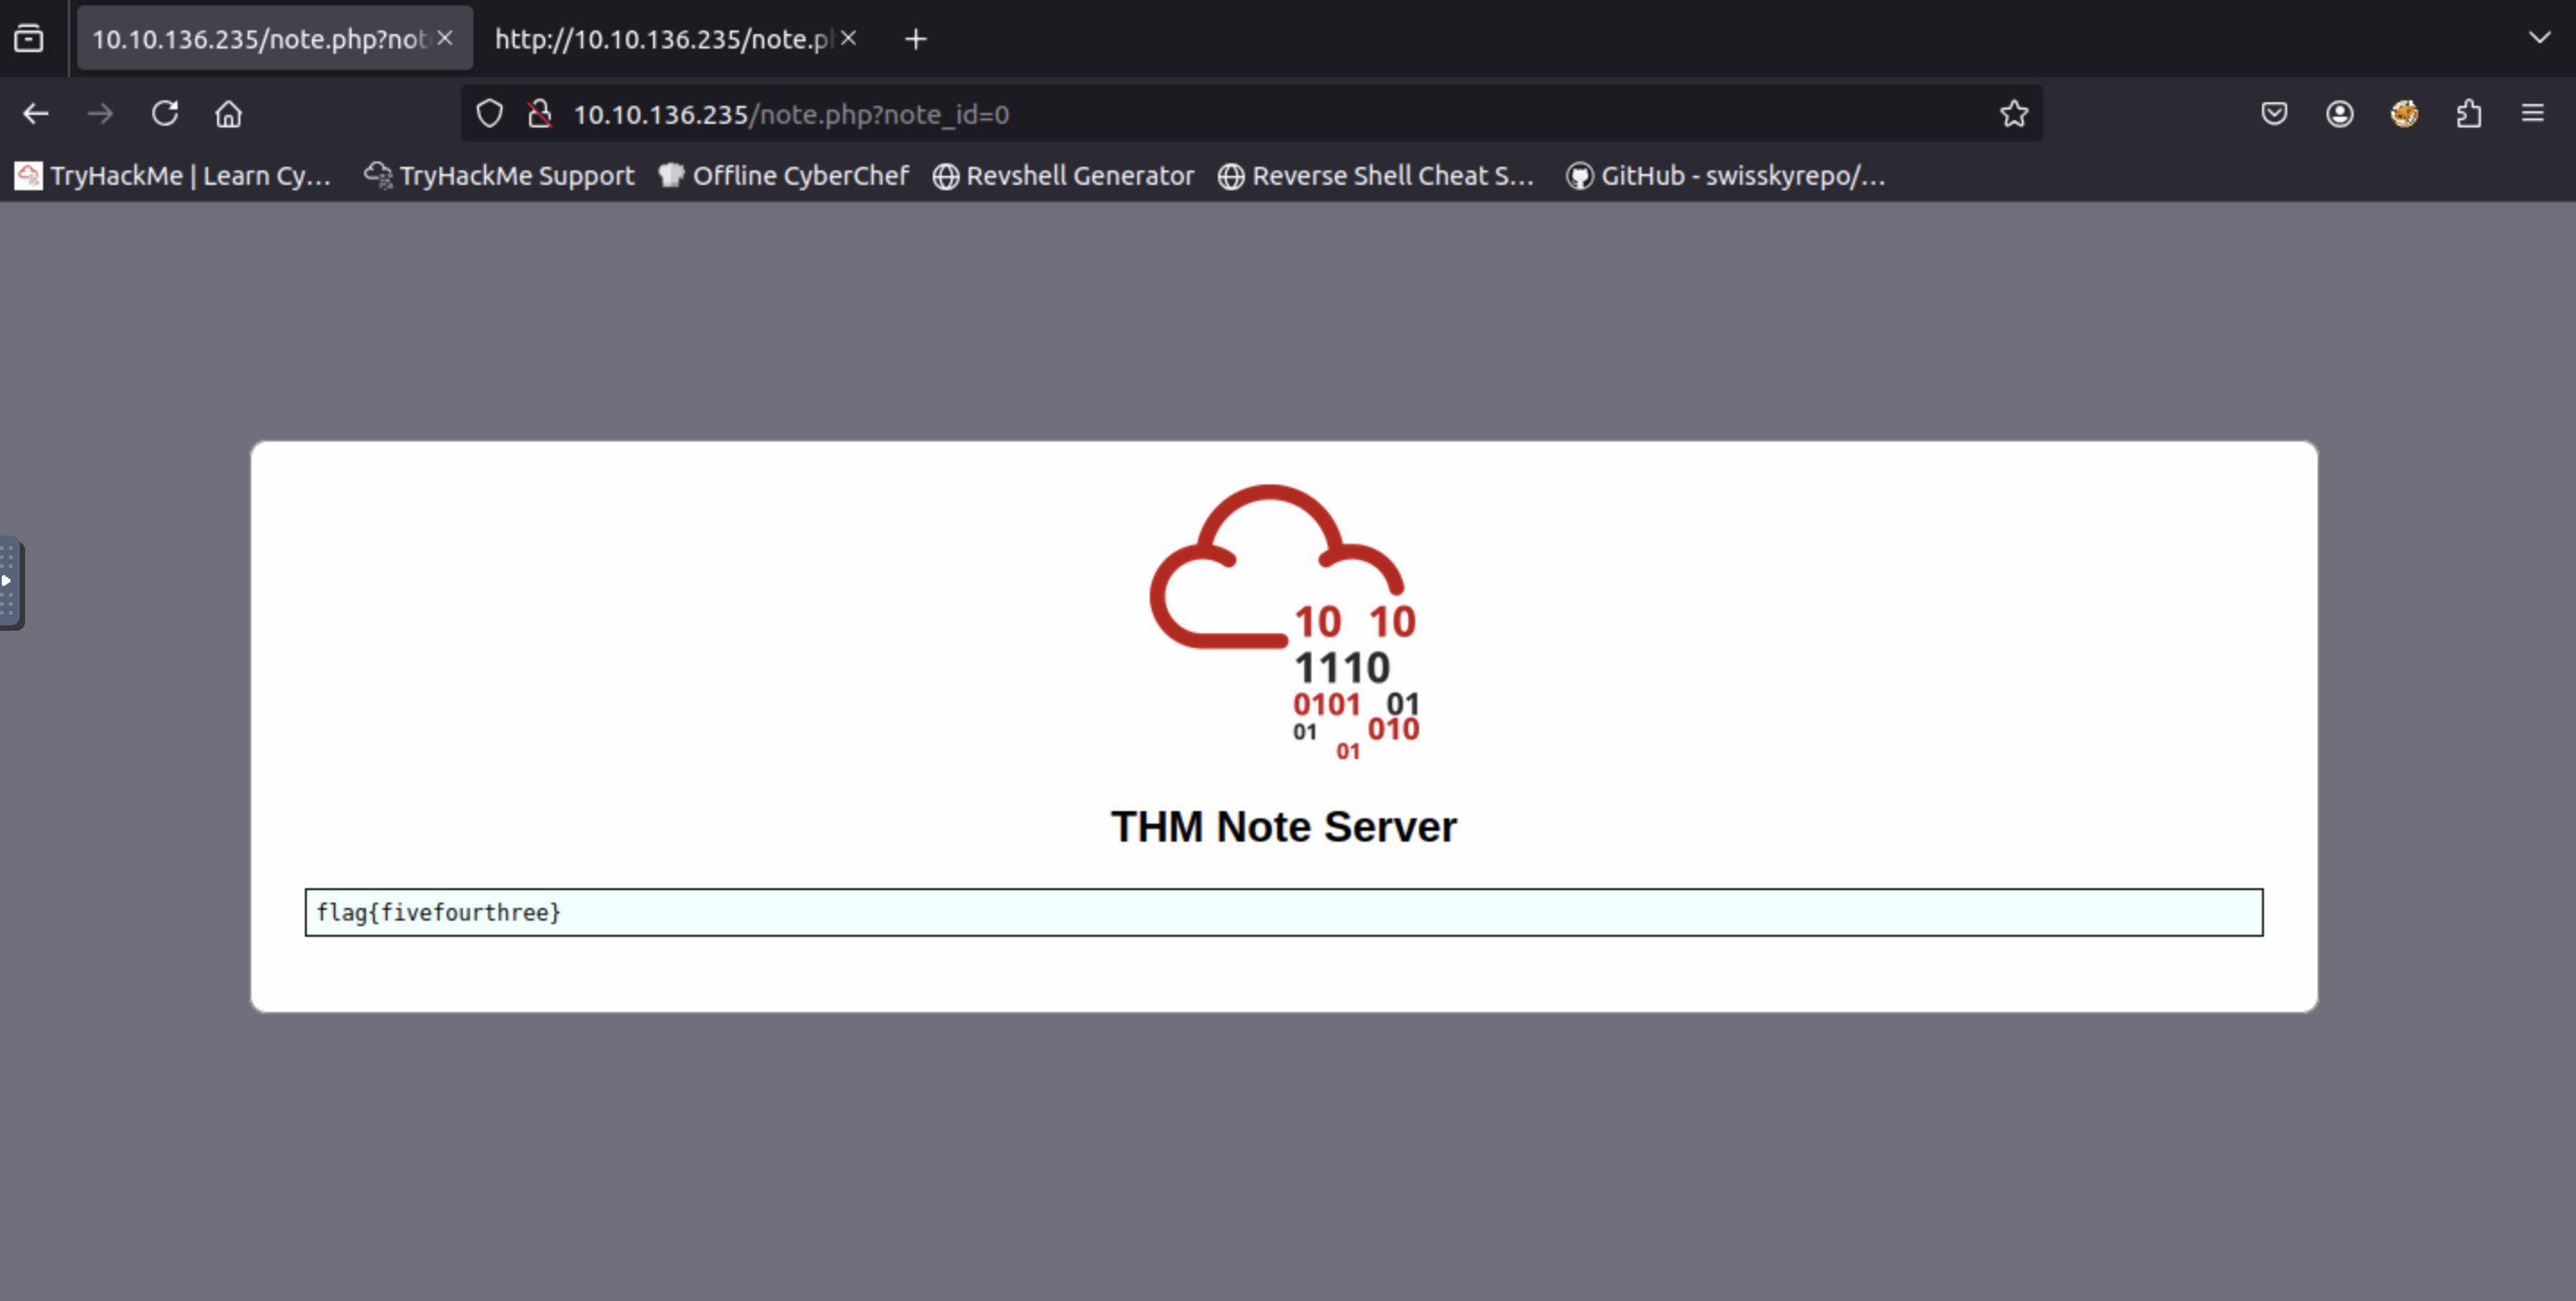 10.10.136.235/note.php?not
http://10.10.136.235/note.p
10.10.136.235/note.php?note_id=0
TryHackMe | Learn Cy…
TryHackMe Support
Offline CyberChef
Revshell Generator
Reverse Shell Cheat S…
GitHub - swisskyrepo/…
10 10
1110
0101 01
01 010
01
THM Note Server
flag{fivefourthree}